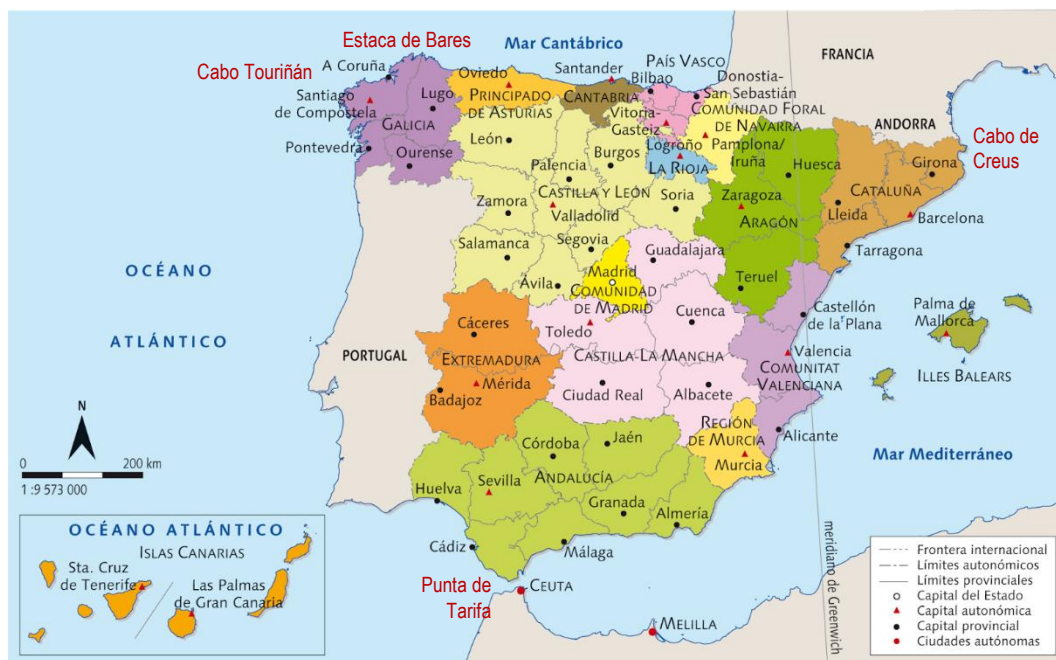 Estaca de Bares
Mar Cantábrico
FRANCIA
Cabo Touriñán
A Coruña
Oviedo
Santander
PAÍS VASCO
Bilbao
Donostia-
San-Sebastián
Santiago
de Compostela
Lugo
PRINCIPADO
DE ASTURIAS
CANTABRIA
Vitoria-
Gasteiz
COMUNIDAD FORAL
DE NAVARRA
ANDORRA
Cabo de
Creus
GALICIA
Pontevedra
Ourense
León
Burgos
Logroño
LA RIOJA
Pamplona/
Iruña
Huesca
Girona
CATALUÑA
Palencia
CASTILLA Y LEÓN
Zamora
Valladolid
Soria
Zaragoza
ARAGÓN
Lleida
Barcelona
Tarragona
Salamanca
Segovia
Guadalajara
Ávila
Madrid
COMUNIDAD
DE MADRID
Teruel
OCÉANO
ATLÁNTICO
Castellón
de la Plana
Palma de
Mallorca
Cáceres
Toledo
Cuenca
PORTUGAL
EXTREMADURA
CASTILLA-LA MANCHA
Valencia
COMUNITAT
VALENCIANA
ILLES BALEARS
Mérida
Badajoz
Ciudad Real
Albacete
REGIÓN
DE MURCIA
Alicante
Murcia
Mar Mediterráneo
N
0
200 km
1 :9 573 000
Córdoba
Jaén
Sevilla
ANDALUCÍA
Huelva
Granada
Almería
Cádiz
Málaga
Punta de
Tarifa
CEUTA
MELILLA
meridiano de Greenwich
OCÉANO ATLÁNTICO
ISLAS CANARIAS
Sta. Cruz
de Tenerife
Las Palmas
de Gran Canaria
Frontera internacional
Límites autonómicos
Límites provinciales
Capital del Estado
Capital autonómica
Capital provincial
Ciudades autónomas